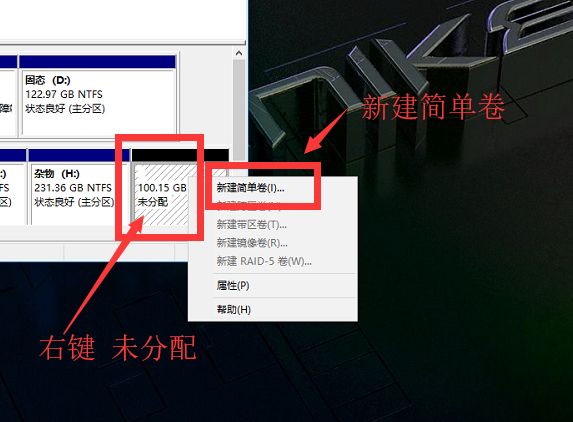 固态 (D:)
122.97 GB NTFS
状态良好 (主分区)
杂物 (H:)
231.36 GB NTFS
状态良好 (主分区)
100.15 GB
未分配
新建简单卷(I)...
新建带区卷(T)...
新建镜像卷(R)...
新建 RAID-5 卷(W)...
属性(P)
帮助(H)
新建简单卷
右键 未分配